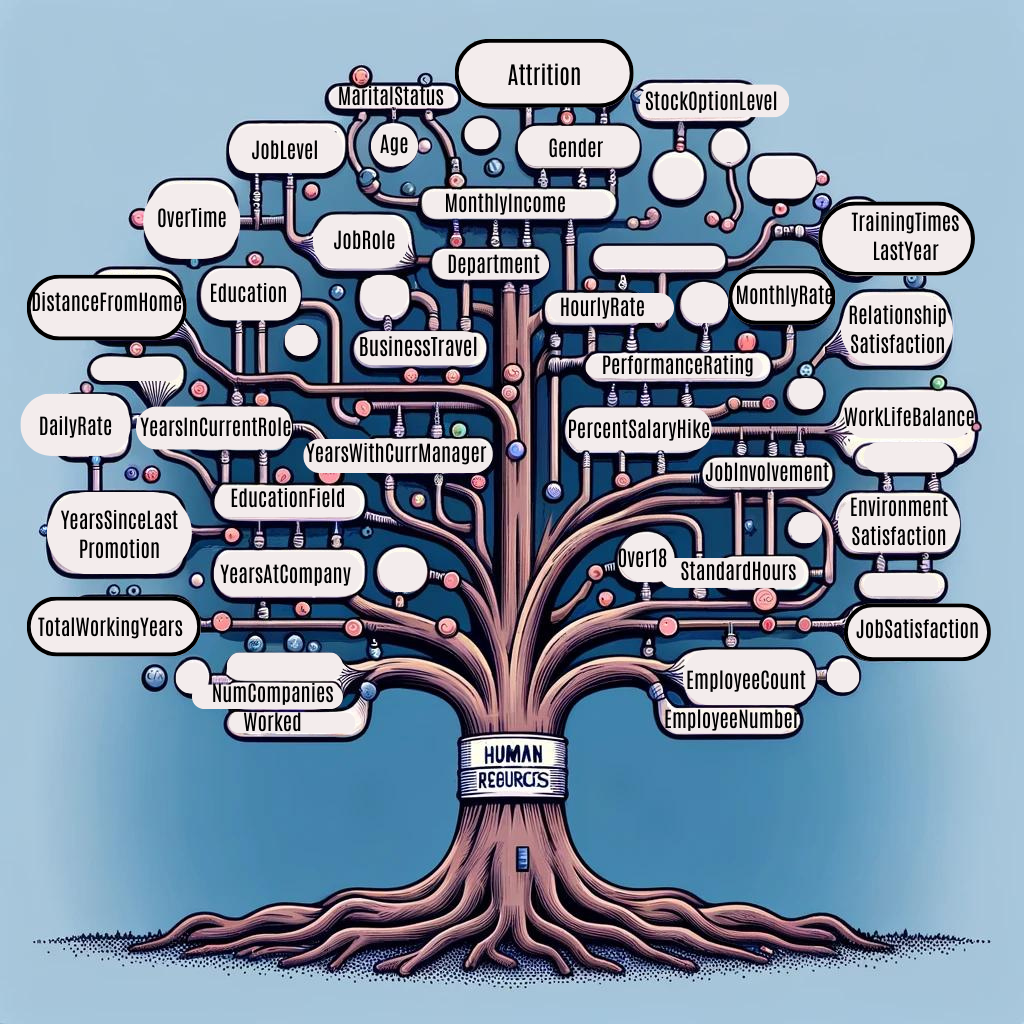 Attrition
MaritalStatus
StockOptionLevel
JobLevel
Age
Gender
OverTime
MonthlyIncome
TrainingTimes
LastYear
JobRole
Department
DistanceFromHome
Education
HourlyRate
MonthlyRate
Relationship
Satisfaction
BusinessTravel
PerformanceRating
DailyRate
YearsInCurrentRole
PercentSalaryHike
WorkLifeBalance
YearsWithCurrManager
JobInvolvement
EducationField
Environment
Satisfaction
YearsSinceLast
Promotion
YearsAtCompany
Over18
StandardHours
TotalWorkingYears
JobSatisfaction
NumCompanies
Worked
EmployeeCount
EmployeeNumber
HUMAN